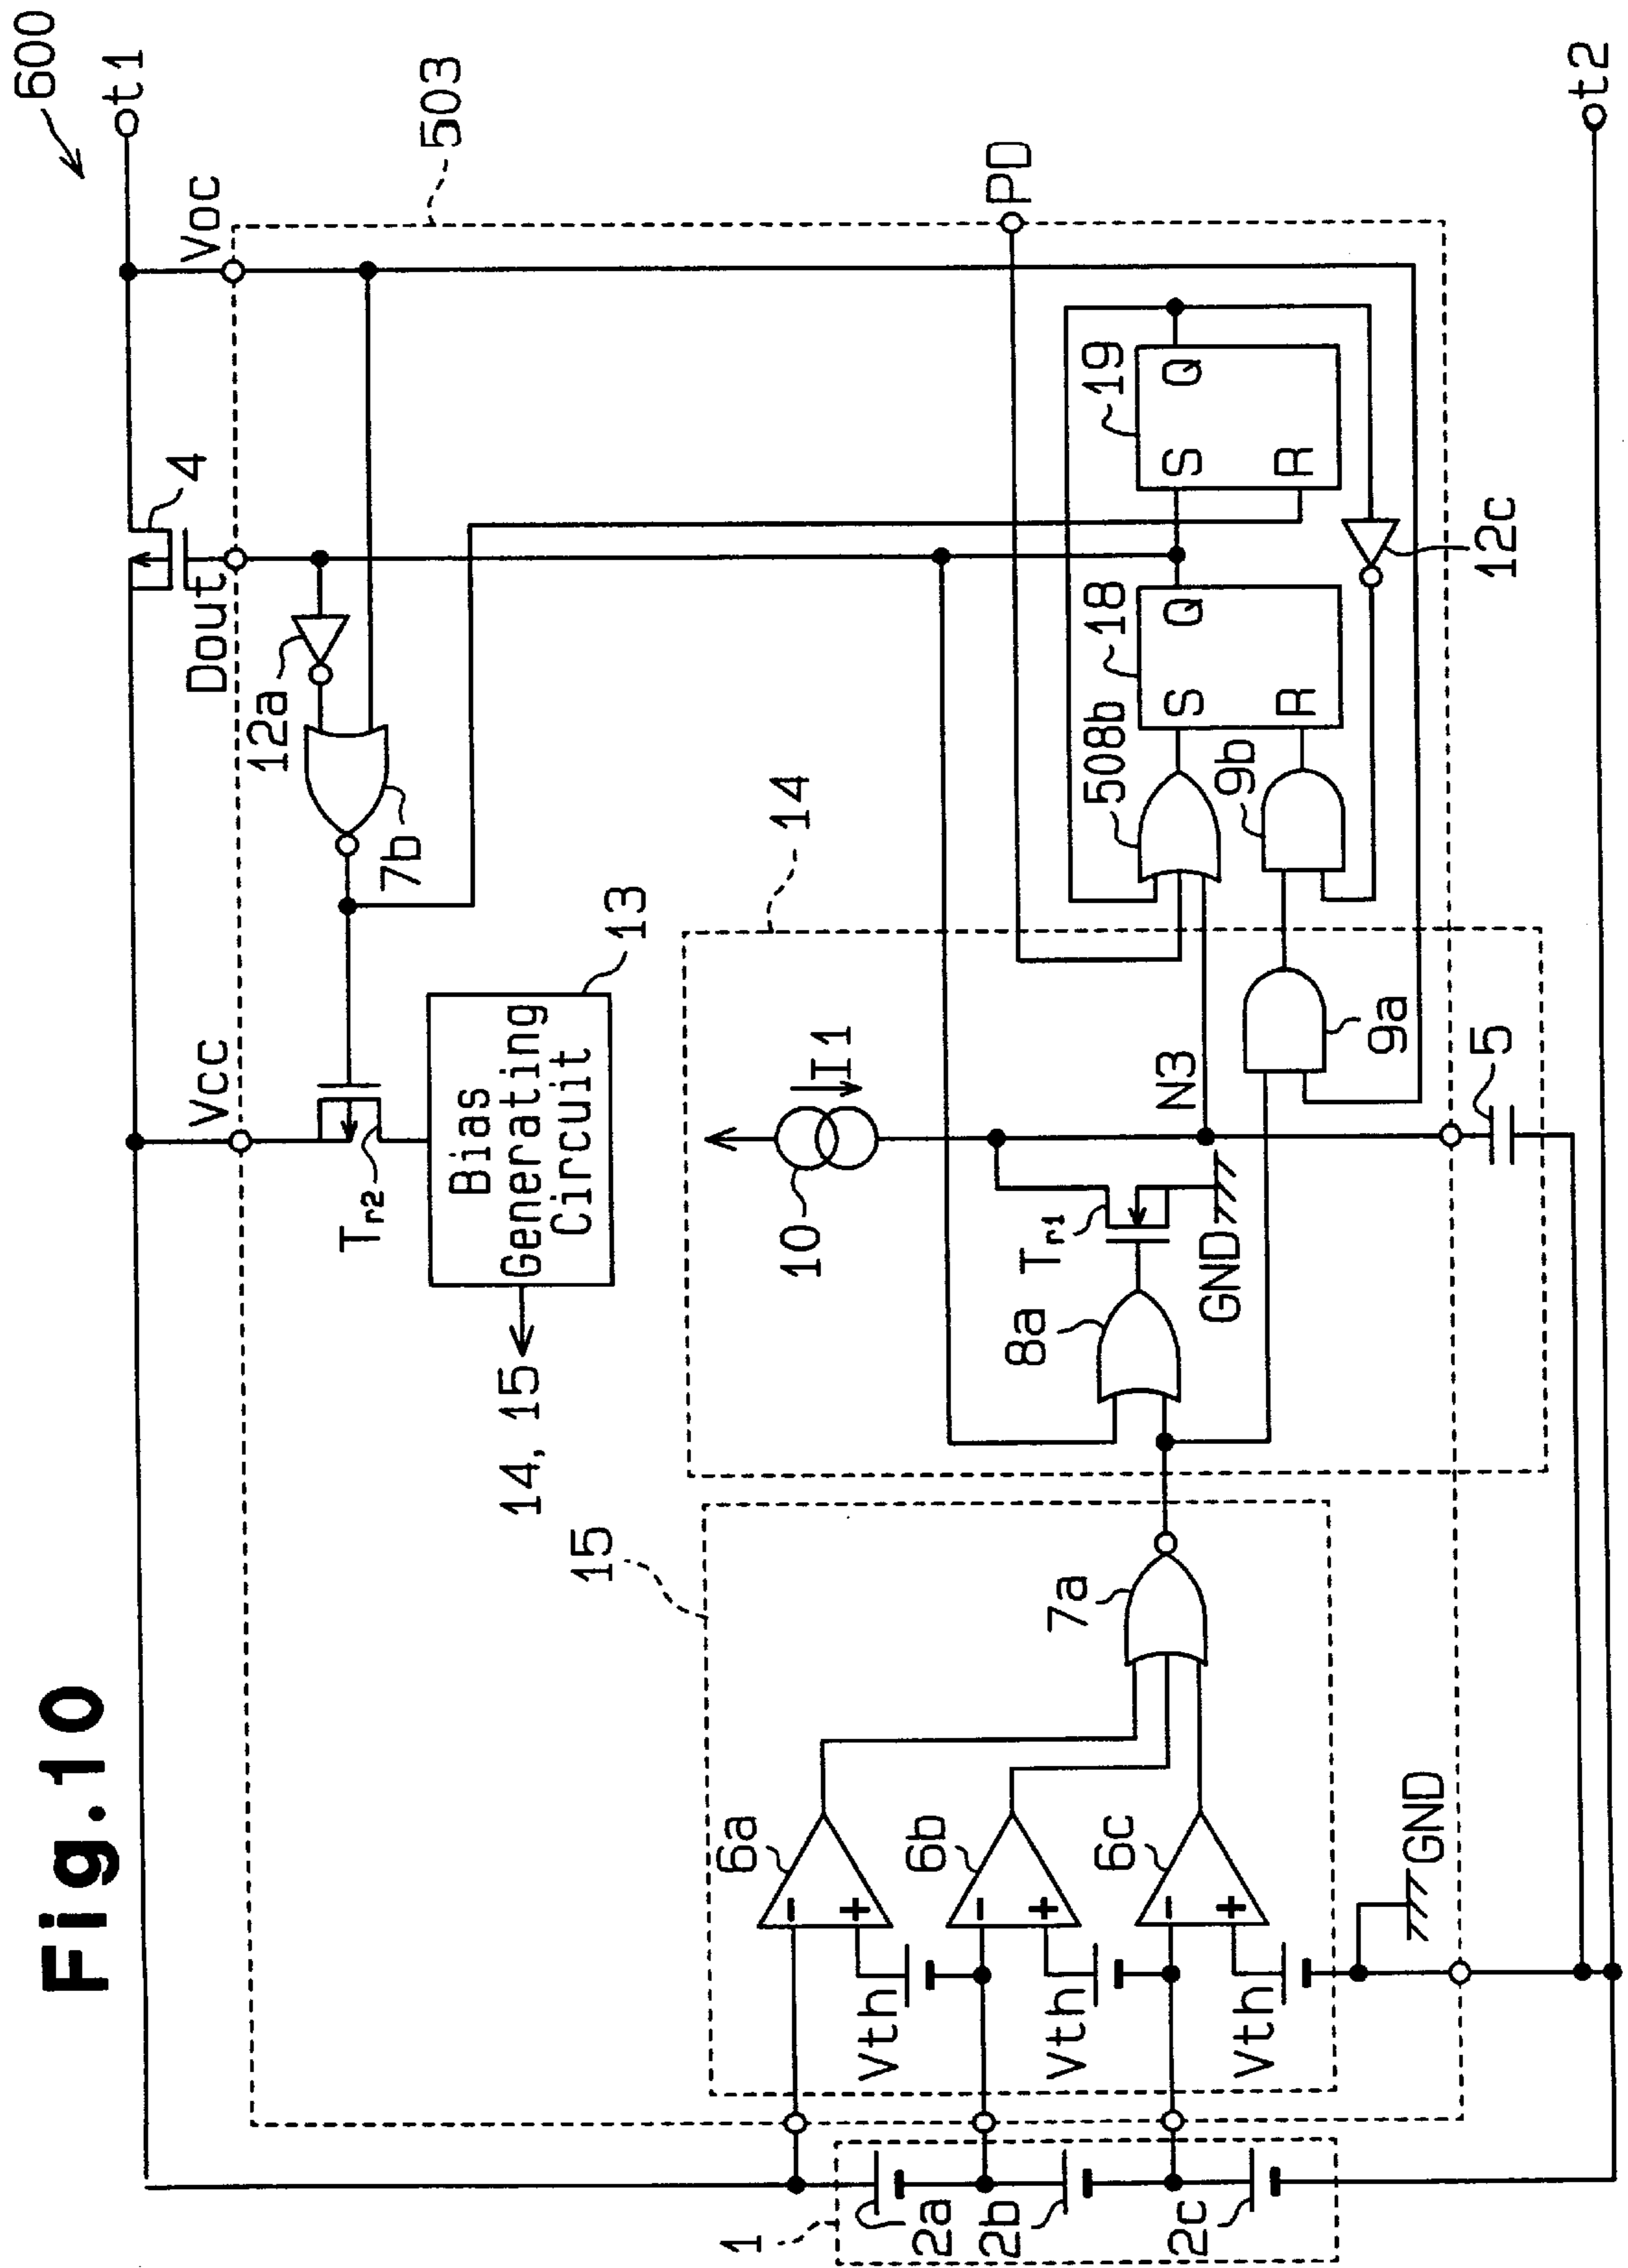 Fig.10
600
t1
Voc
503
4
Dout
12a
7b
Vcc
Tr2
Bias
Generating
Circuit
13
14, 15
PD
19
S
Q
R
18
S
Q
R
12c
508b
9b
14
10
I1
N3
Tr1
8a
GND
9a
5
15
7a
6a
-
+
Vth
6b
-
+
Vth
6c
-
+
Vth
GND
1
2a
2b
2c
t2